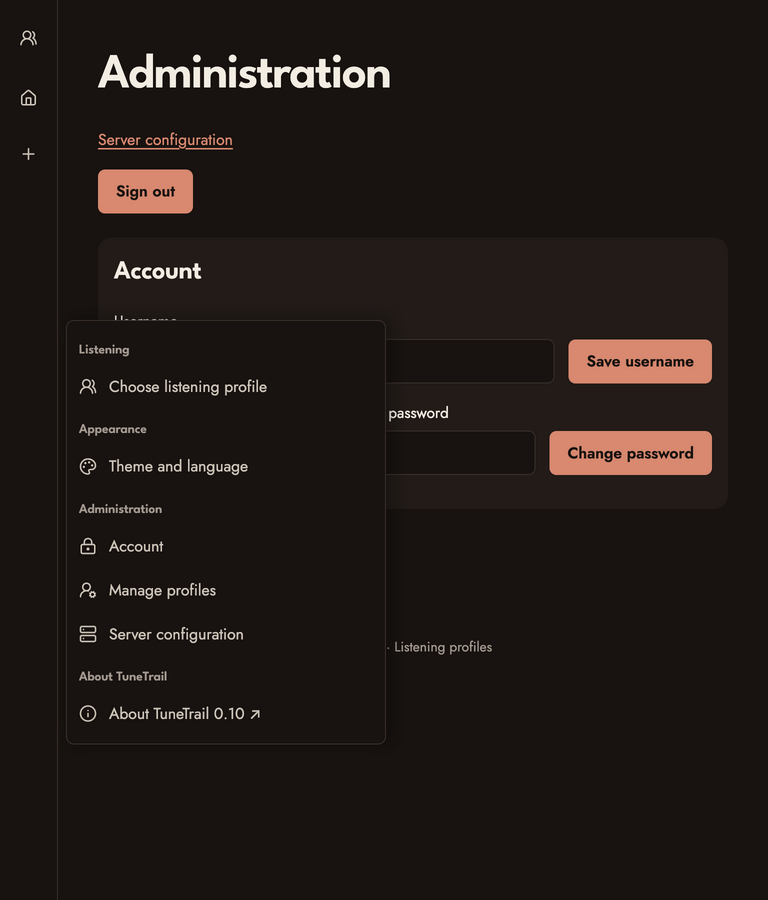 Administration
Server configuration
Sign out
Account
Username
Save username
password
Change password
Listening
Choose listening profile
Appearance
Theme and language
Administration
Account
Manage profiles
Server configuration
About TuneTrail
About TuneTrail 0.10 ↗
· Listening profiles